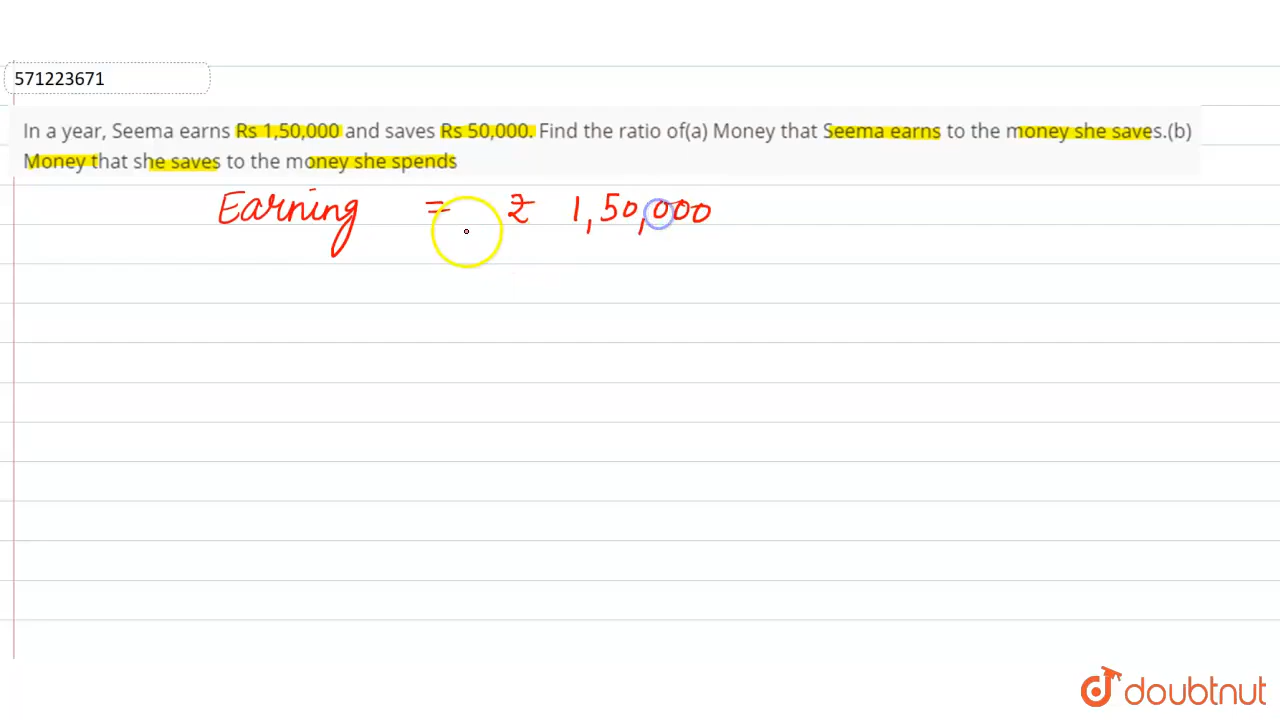 571223671
In a year, Seema earns Rs 1,50,000 and saves Rs 50,000. Find the ratio of(a) Money that Seema earns to the money she saves.(b)
Money that she saves to the money she spends
Earning = ₹ 1,50,000
doubtnut